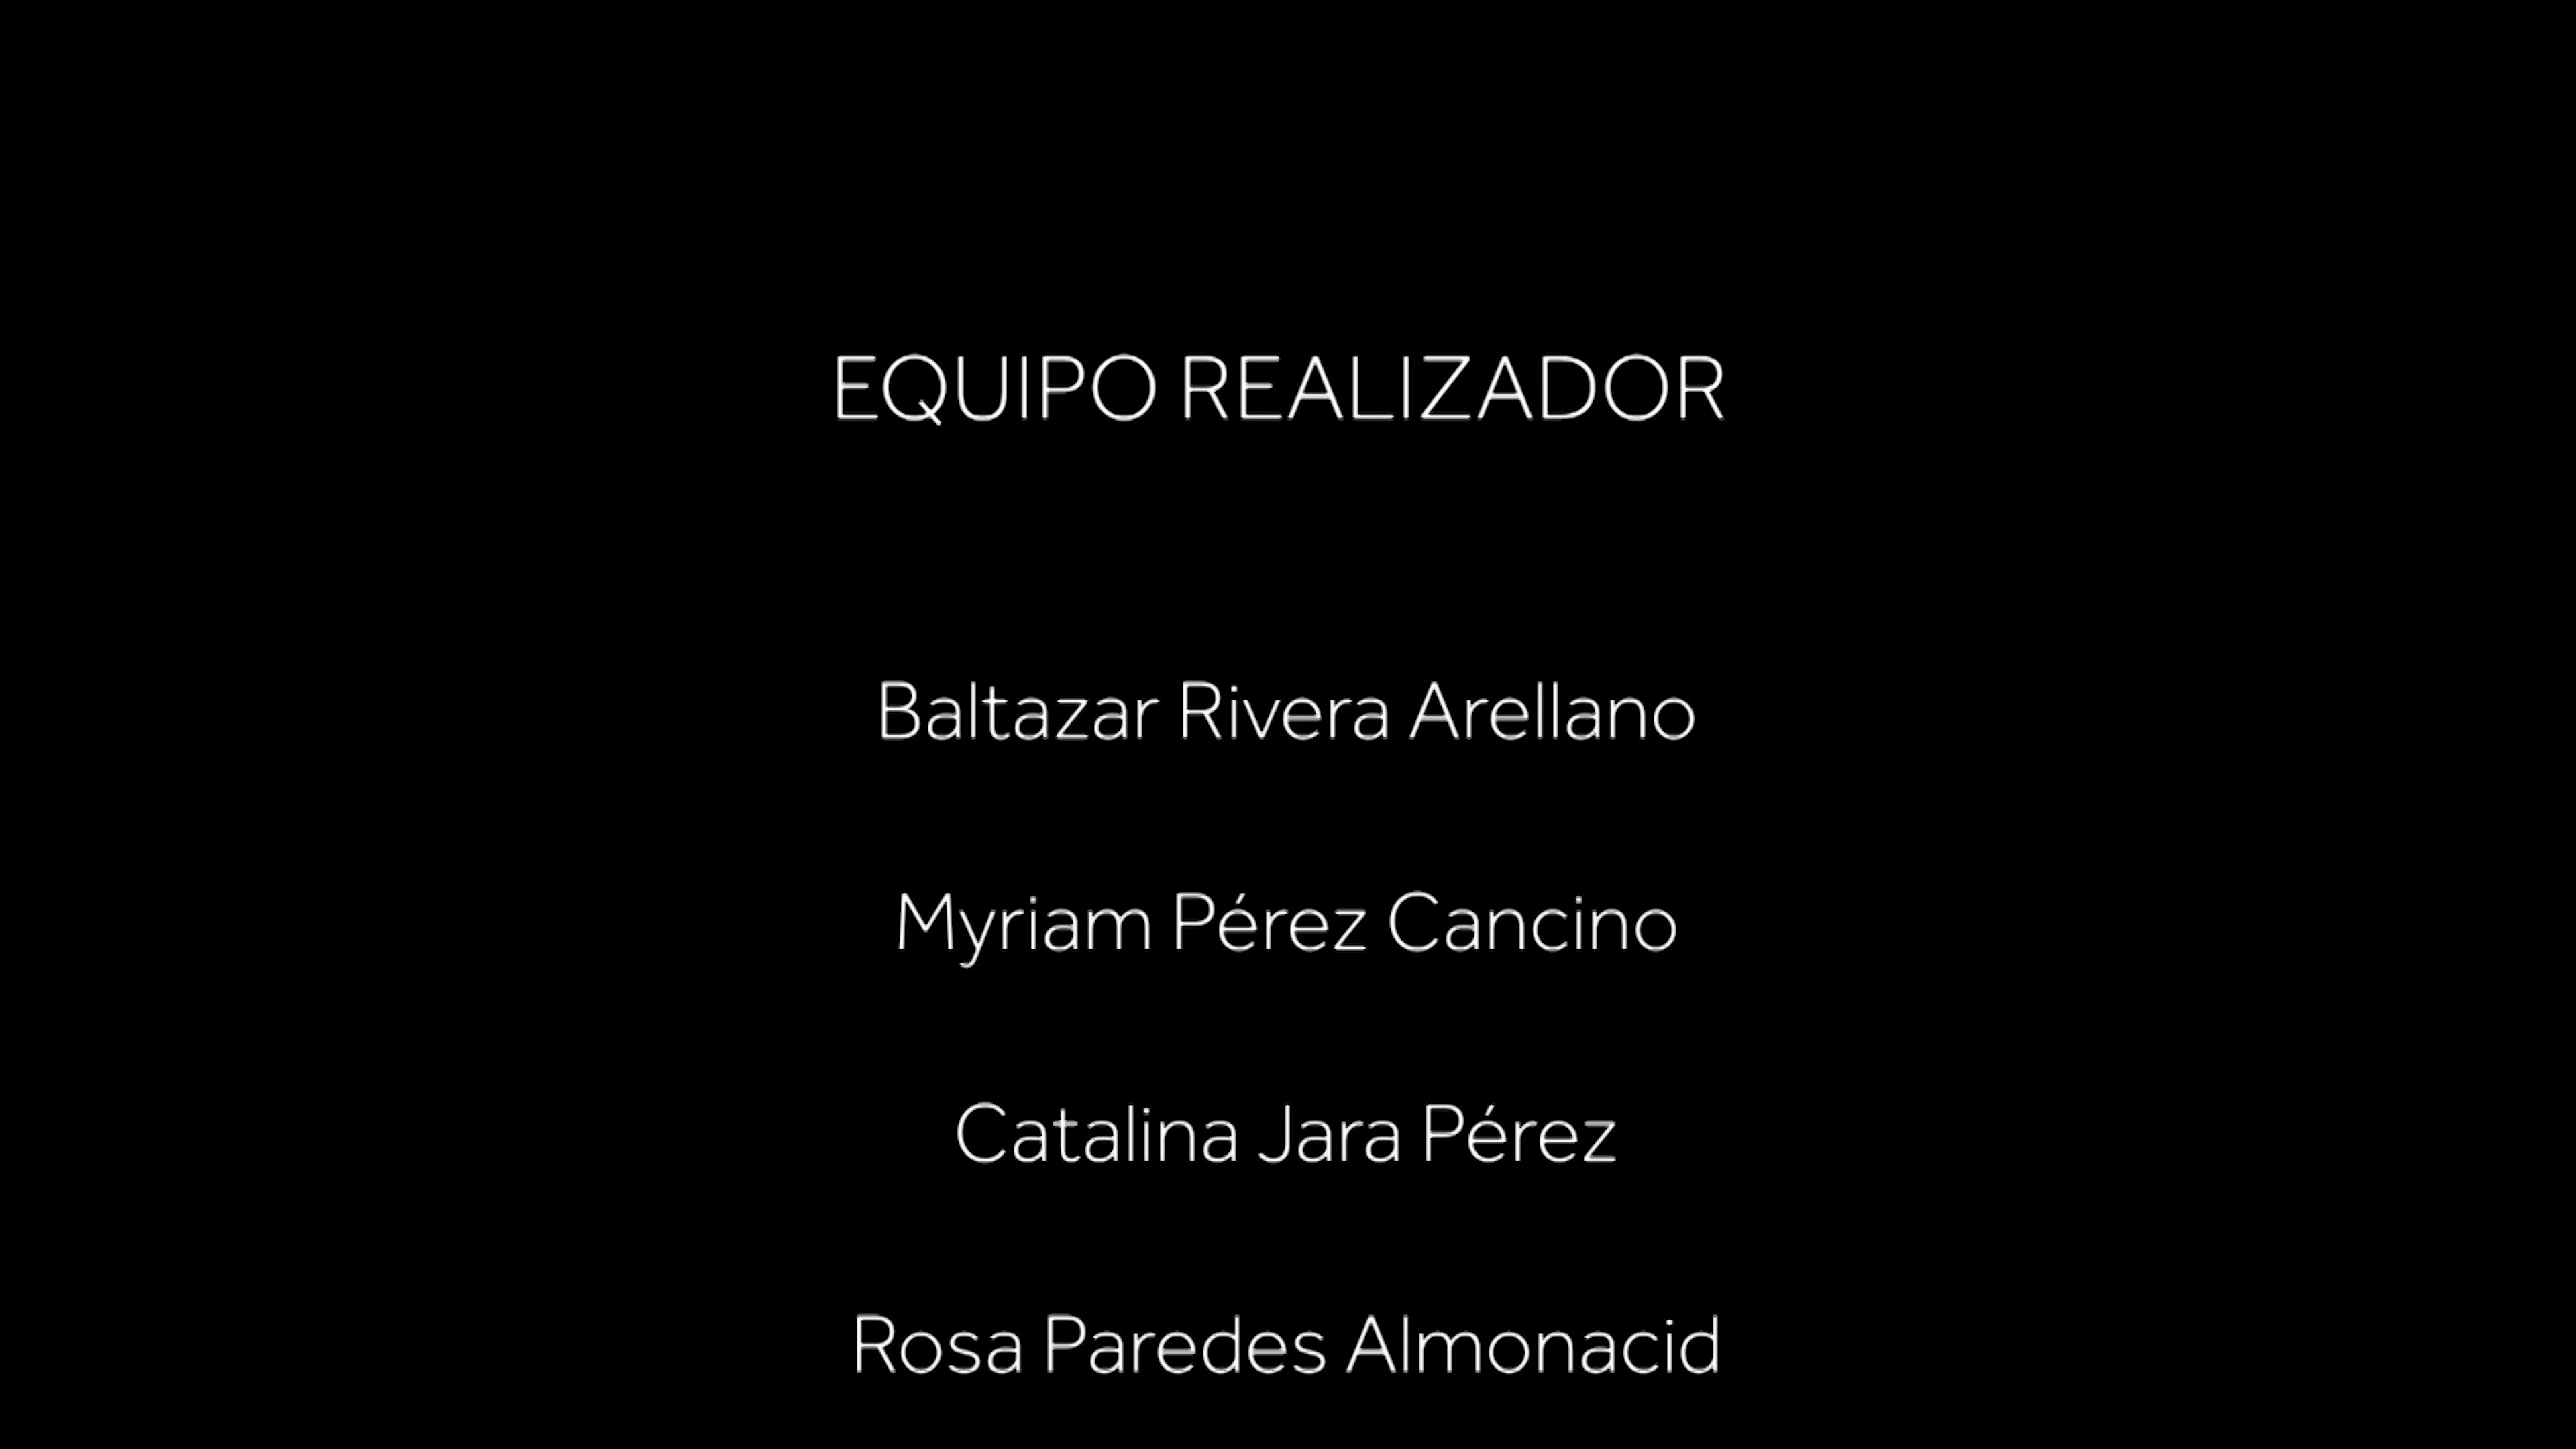 EQUIPO REALIZADOR
Baltazar Rivera Arellano
Myriam Pérez Cancino
Catalina Jara Pérez
Rosa Paredes Almonacid